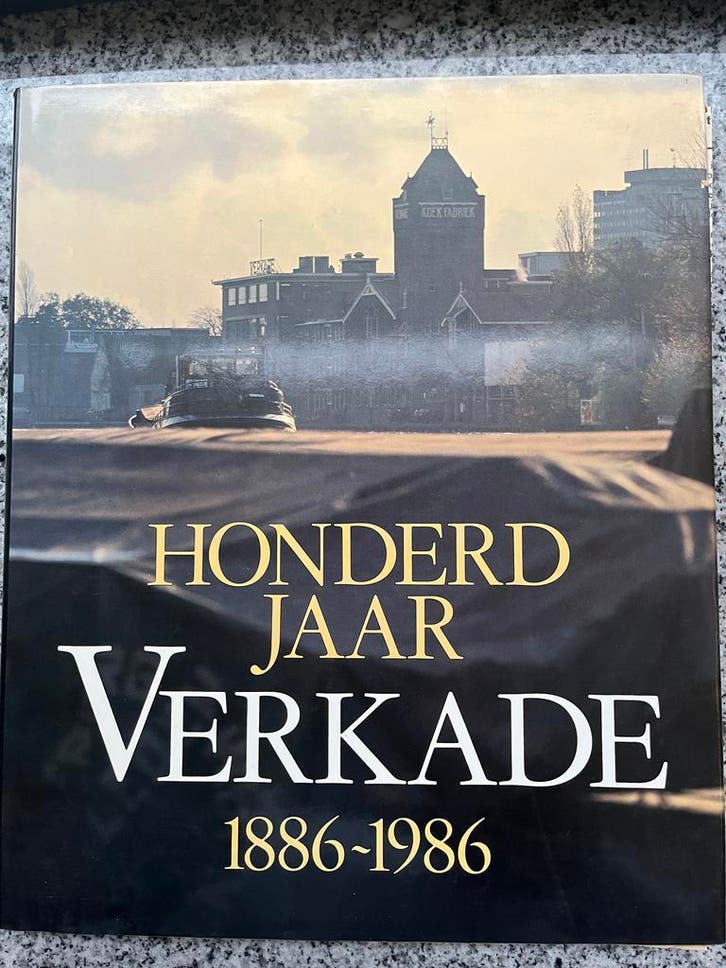 KOEKFABRIEK
HONDERD
JAAR
VERKADE
1886~1986